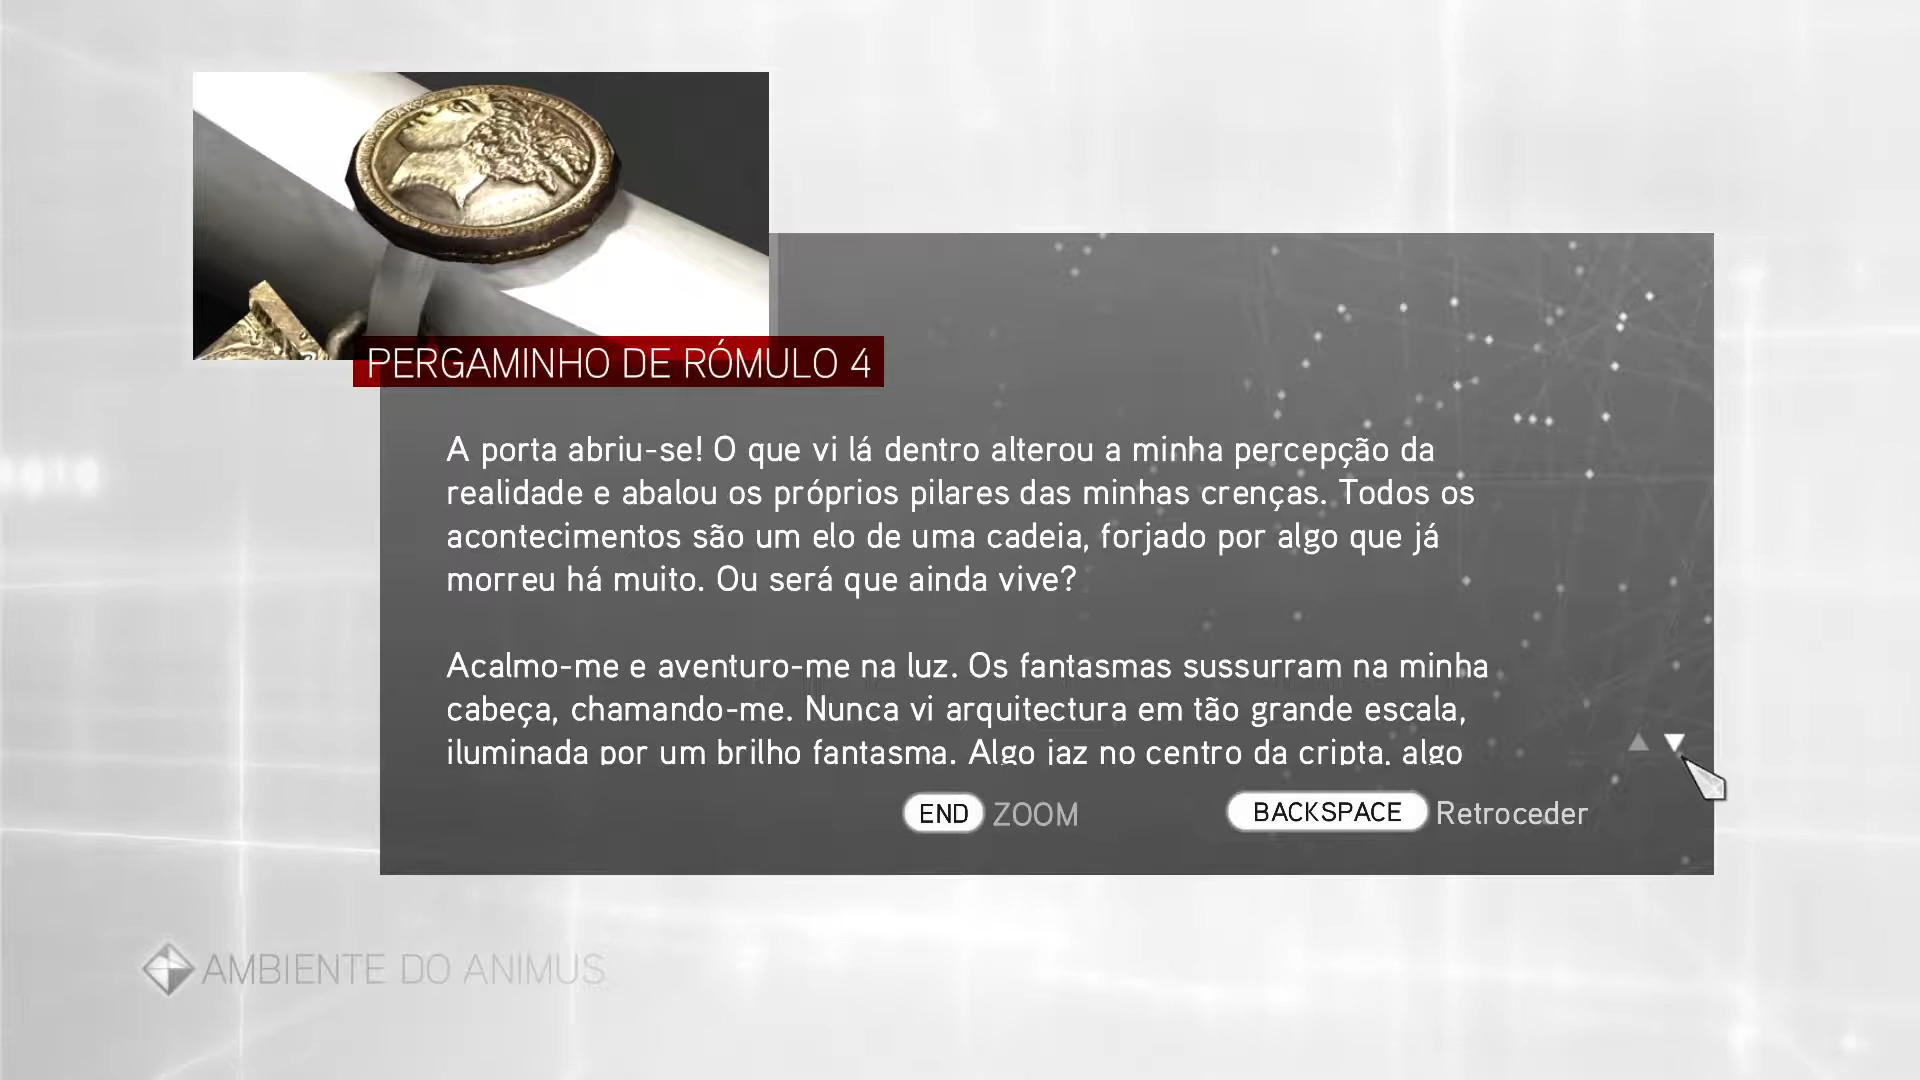 PERGAMINHO DE RÓMULO 4
A porta abriu-se! O que vi lá dentro alterou a minha percepção da
realidade e abalou os próprios pilares das minhas crenças. Todos os
acontecimentos são um elo de uma cadeia, forjado por algo que já
morreu há muito. Ou será que ainda vive?
Acalmo-me e aventuro-me na luz. Os fantasmas sussurram na minha
cabeça, chamando-me. Nunca vi arquitectura em tão grande escala,
iluminada por um brilho fantasma. Algo jaz no centro da cripta, algo
END ZOOM
BACKSPACE Retroceder
AMBIENTE DO ANIMUS